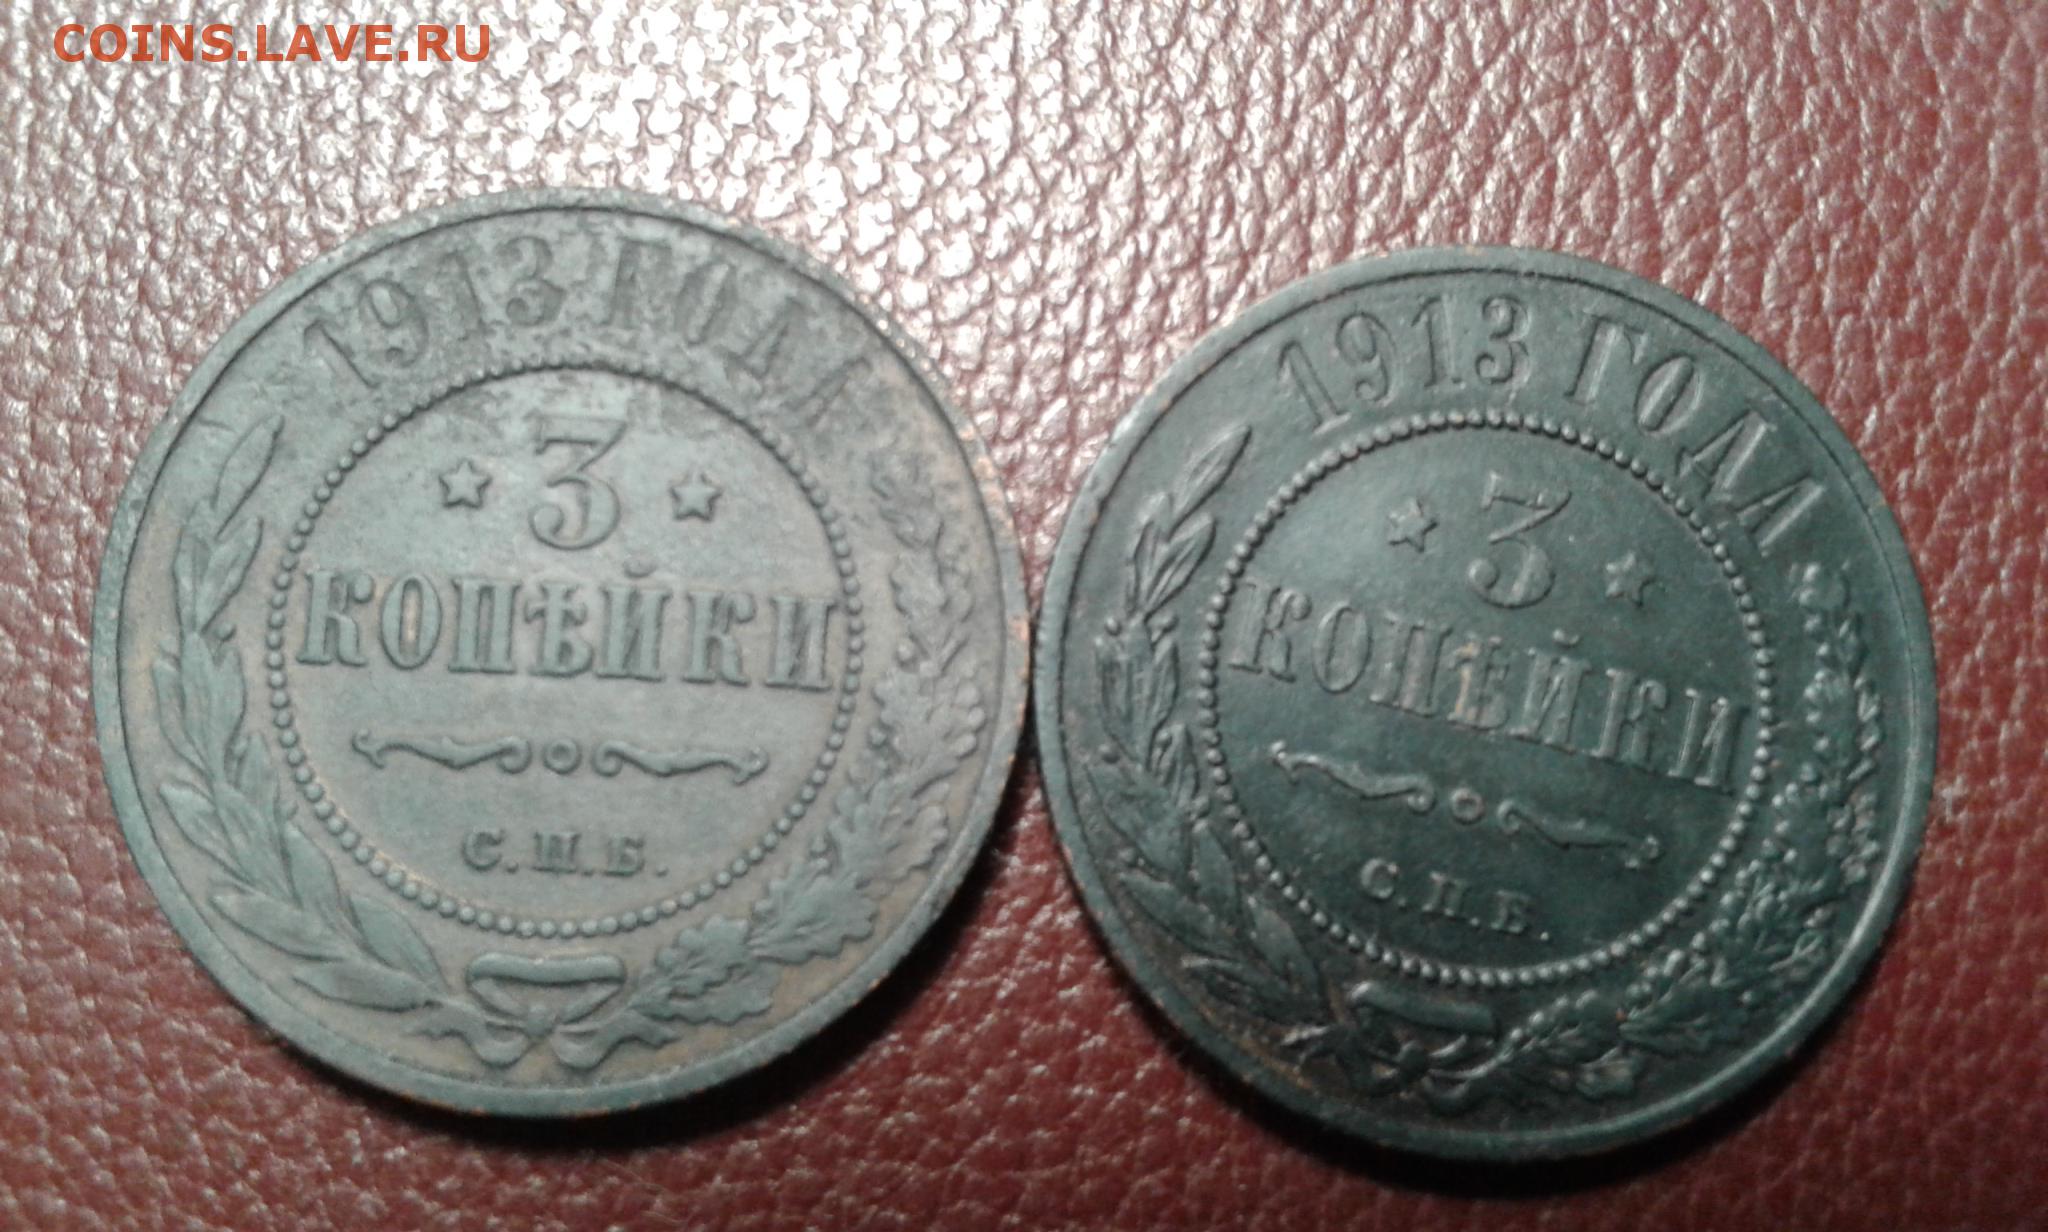 COINS.LAVE.RU
1913 ГОДА
3
КОПѢЙКИ
С.П.Б.
1913 ГОДА
3
КОПѢЙКИ
С.П.Б.